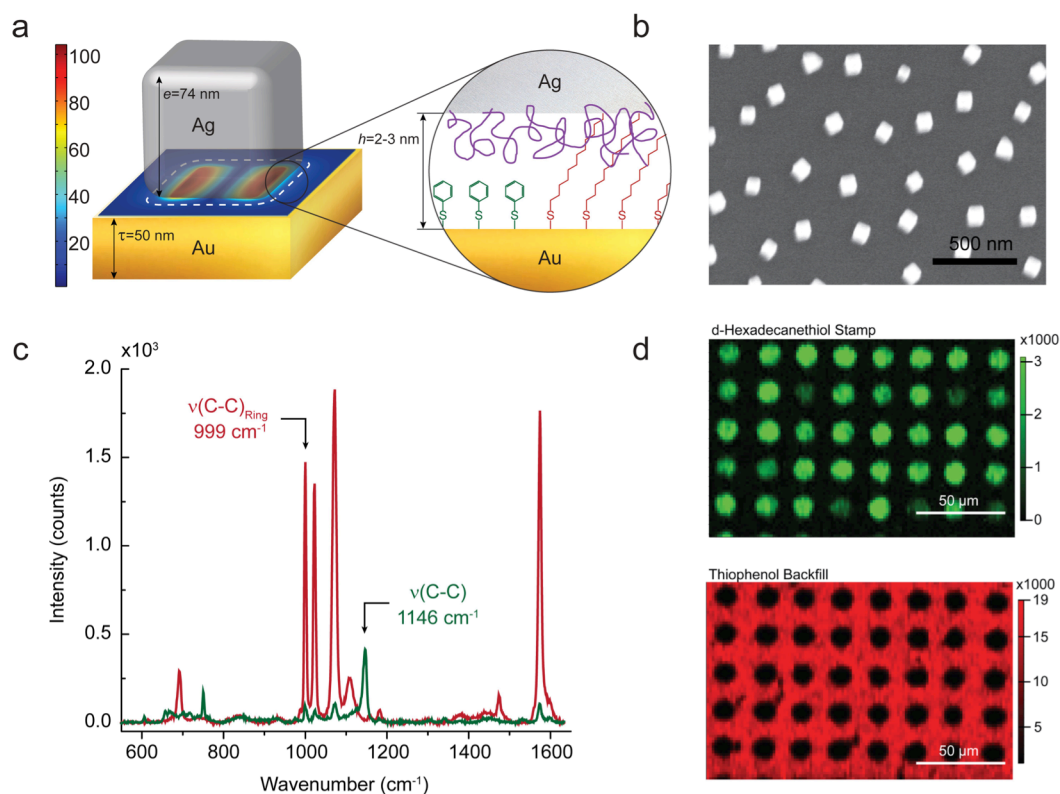 a
100
80
60
40
20
e=74 nm
Ag
τ=50 nm
Au
Ag
h=2-3 nm
S
S
S
S
S
S
S
Au
b
500 nm
c
x10³
2.0
1.5
1.0
0.5
0.0
Intensity (counts)
ν(C-C)Ring
999 cm⁻¹
ν(C-C)
1146 cm⁻¹
600
800
1000
1200
1400
1600
Wavenumber (cm⁻¹)
d
d-Hexadecanethiol Stamp
x1000
3
2
1
0
50 µm
Thiophenol Backfill
x1000
19
15
10
5
50 µm